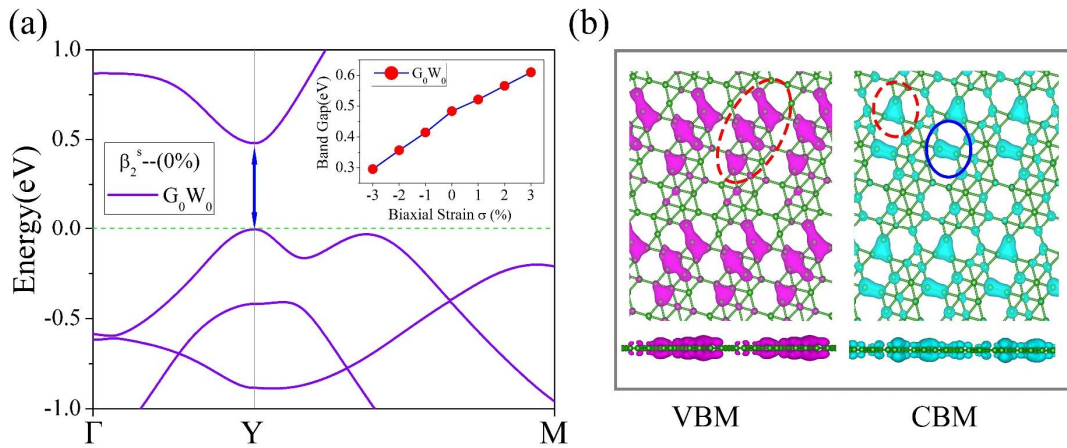 (a)
1.0
0.5
0.0
-0.5
-1.0
Energy(eV)
β₂ˢ--(0%)
G₀W₀
Γ
Y
M
0.6
0.5
0.4
0.3
Band Gap(eV)
G₀W₀
-3 -2 -1 0 1 2 3
Biaxial Strain σ (%)
(b)
VBM
CBM